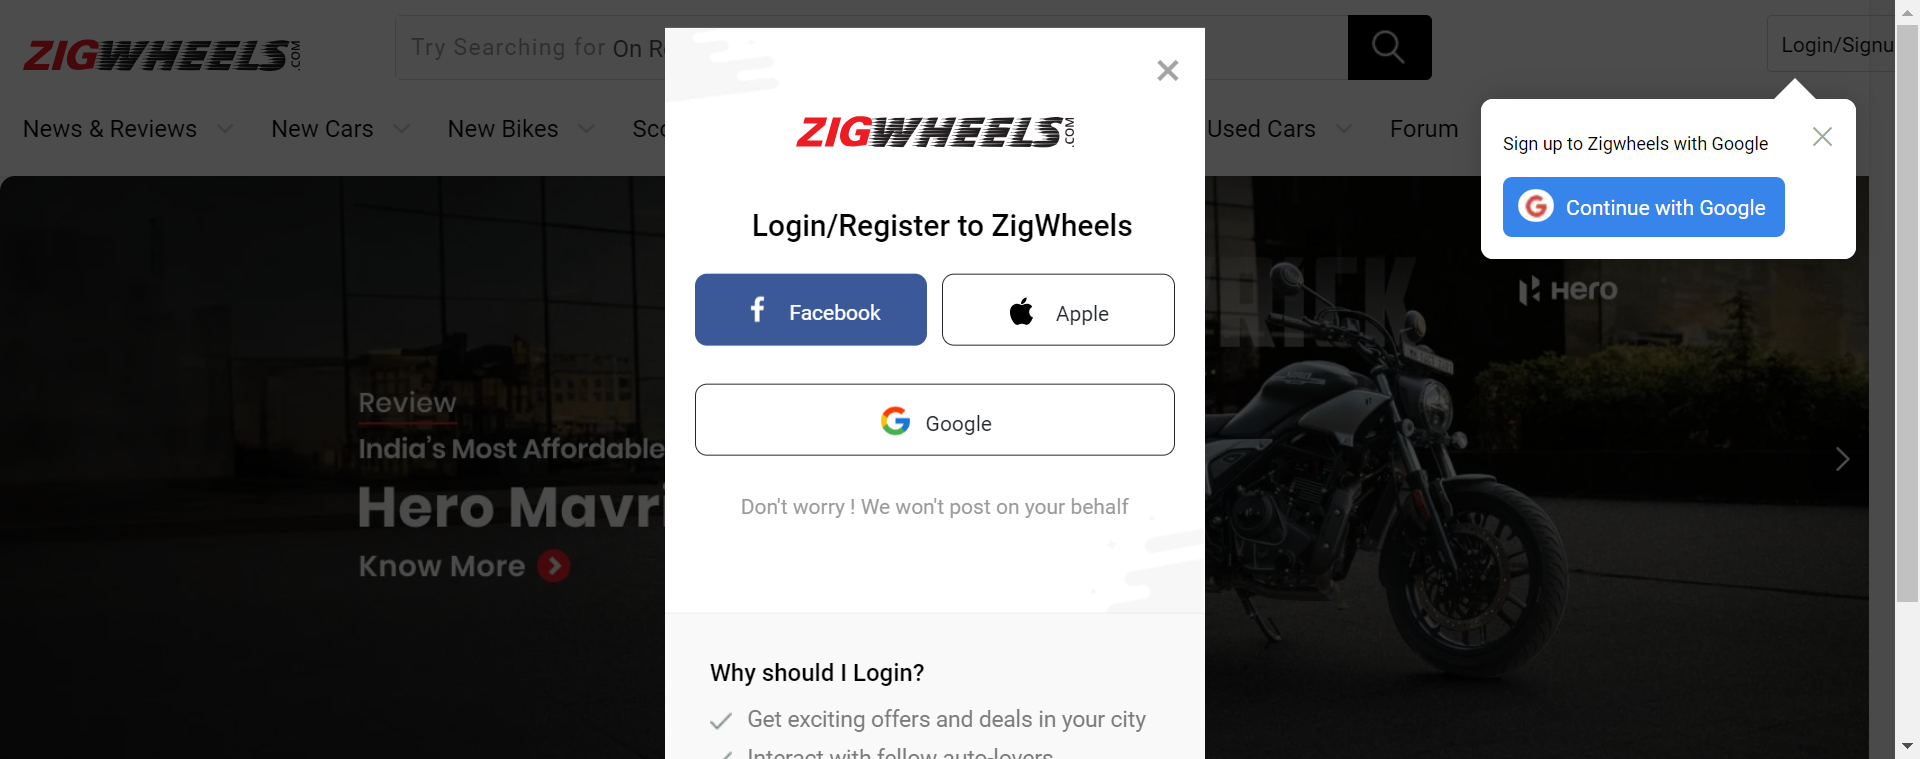 ZIGWHEELS.COM
Try Searching for On R
Login/Signu
News & Reviews
New Cars
New Bikes
Sco
Used Cars
Forum
Sign up to Zigwheels with Google
Continue with Google
ZIGWHEELS.COM
Login/Register to ZigWheels
Facebook
Apple
Google
Don't worry ! We won't post on your behalf
Review
India's Most Affordable
Hero Mavri
Know More
RICK
Hero
Why should I Login?
Get exciting offers and deals in your city
Interact with fellow auto-lovers